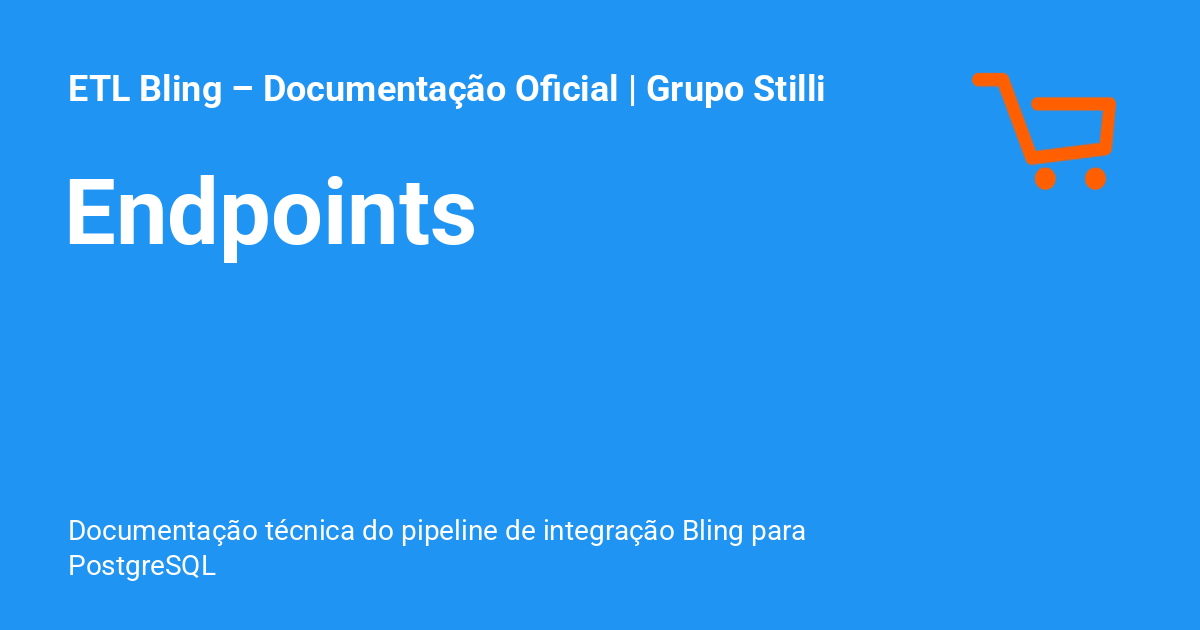 ETL Bling – Documentação Oficial | Grupo Stilli
Endpoints
Documentação técnica do pipeline de integração Bling para
PostgreSQL